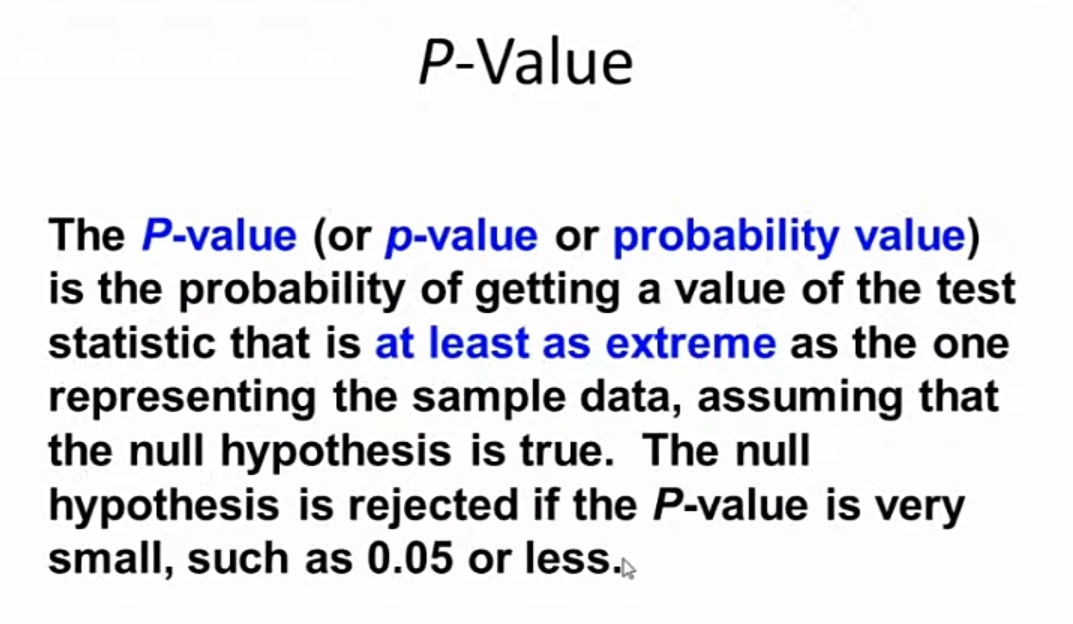 P-Value
The P-value (or p-value or probability value)
is the probability of getting a value of the test
statistic that is at least as extreme as the one
representing the sample data, assuming that
the null hypothesis is true.  The null
hypothesis is rejected if the P-value is very
small, such as 0.05 or less.